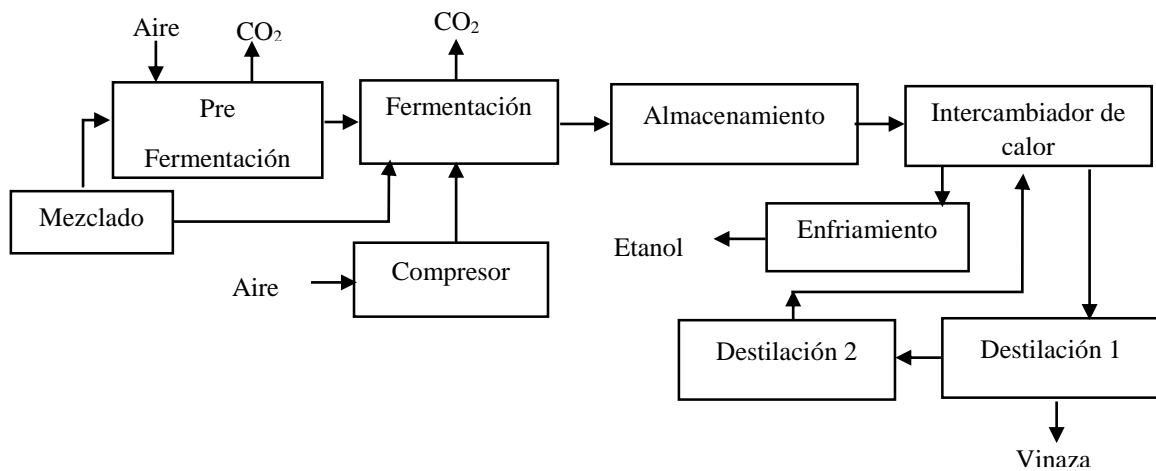 Aire
CO₂
CO₂
Pre
Fermentación
Fermentación
Almacenamiento
Intercambiador de
calor
Mezclado
Enfriamiento
Etanol
Compresor
Aire
Destilación 2
Destilación 1
Vinaza